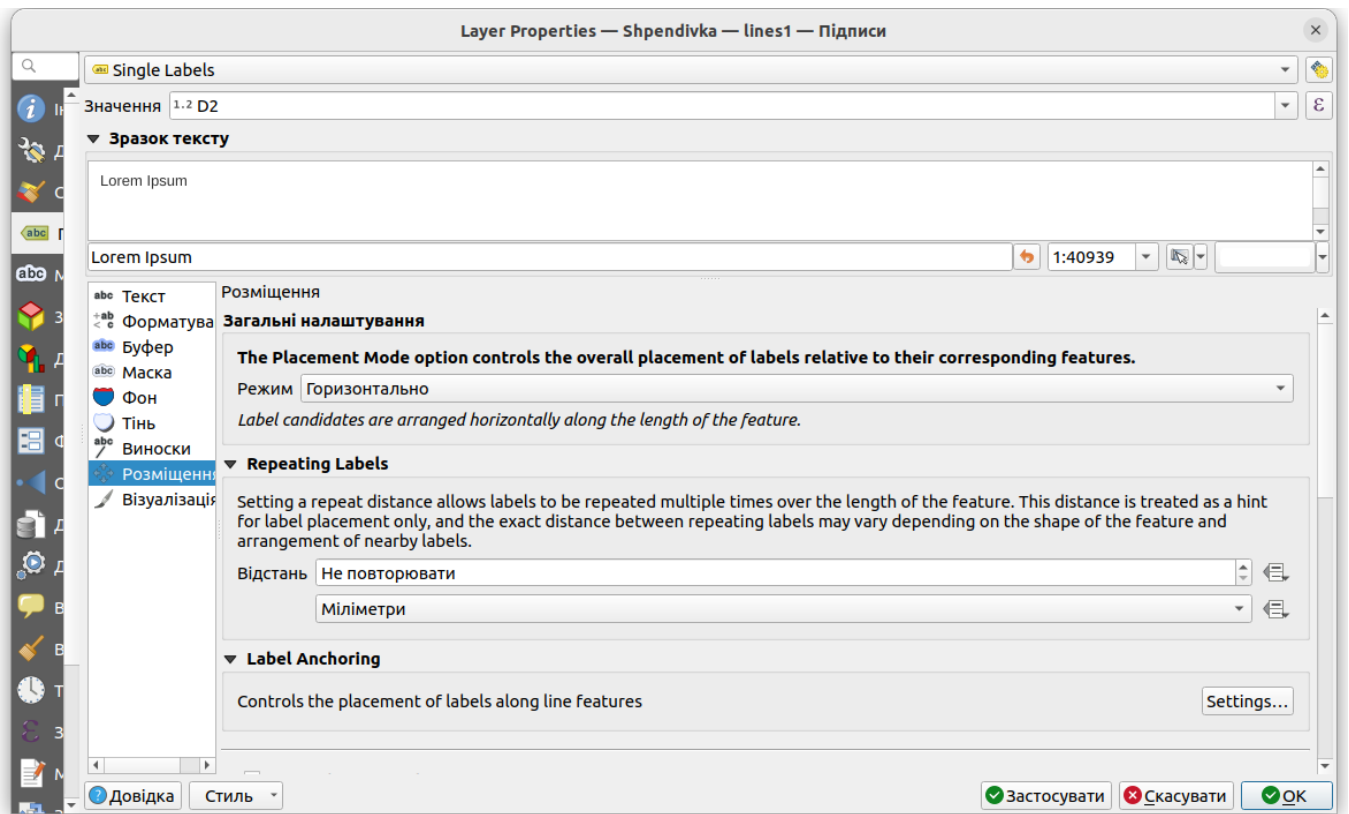 Layer Properties — Shpendivka — lines1 — Підписи
Single Labels
Значення 1.2 D2 ε
Зразок тексту
Lorem Ipsum
Lorem Ipsum 1:40939
abc Текст
Форматува
abc Буфер
abc Маска
Фон
Тінь
abc Виноски
Розміщення
Візуалізація
Розміщення
Загальні налаштування
The Placement Mode option controls the overall placement of labels relative to their corresponding features.
Режим Горизонтально
Label candidates are arranged horizontally along the length of the feature.
Repeating Labels
Setting a repeat distance allows labels to be repeated multiple times over the length of the feature. This distance is treated as a hint
for label placement only, and the exact distance between repeating labels may vary depending on the shape of the feature and
arrangement of nearby labels.
Відстань Не повторювати
Міліметри
Label Anchoring
Controls the placement of labels along line features
Settings...
Довідка Стиль Застосувати Скасувати OK